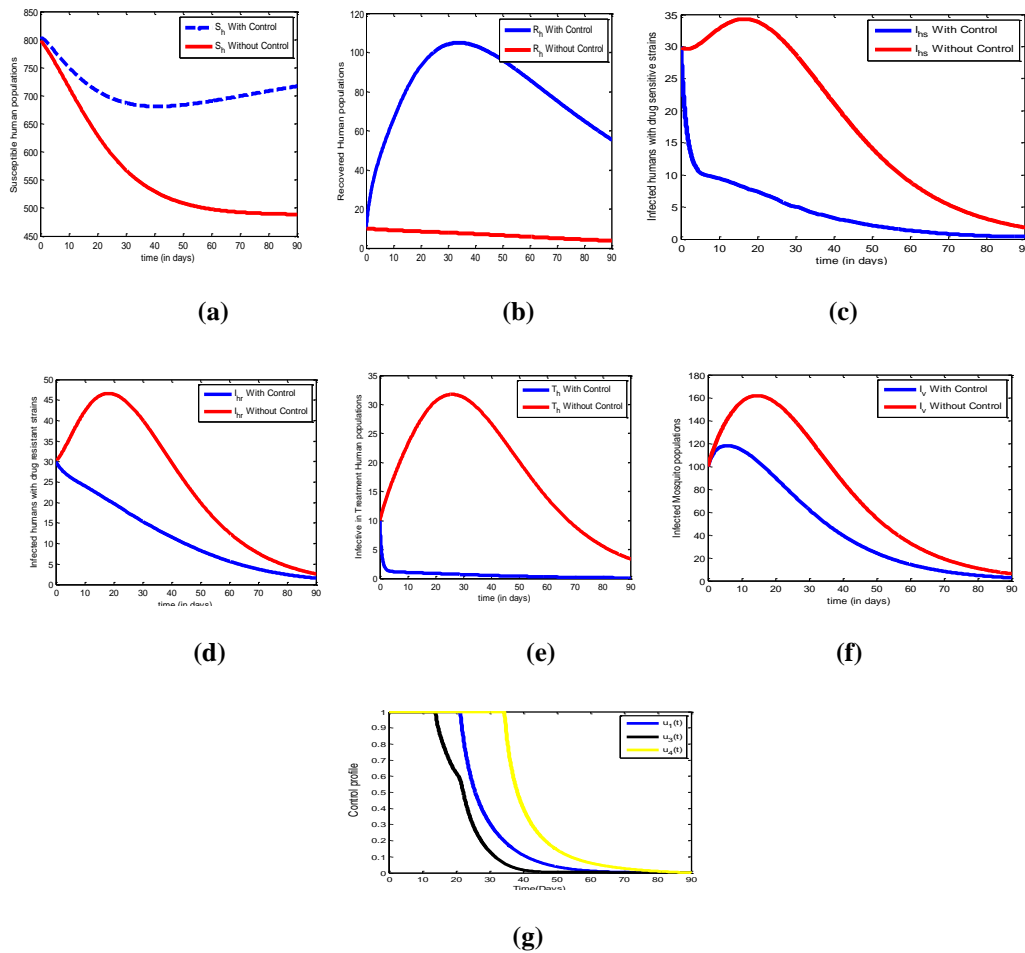 850
800
750
700
650
600
550
500
450
Susceptible human populations
0 10 20 30 40 50 60 70 80 90
time (in days)
S_h With Control
S_h Without Control
(a)
120
100
80
60
40
20
0
Recovered Human populations
0 10 20 30 40 50 60 70 80 90
R_h With Control
R_h Without Control
(b)
35
30
25
20
15
10
5
0
Infected humans with drug sensitive strains
0 10 20 30 40 50 60 70 80 90
time (in days)
I_hs With Control
I_hs Without Control
(c)
50
45
40
35
30
25
20
15
10
5
0
Infected humans with drug resistant strains
0 10 20 30 40 50 60 70 80 90
time (in days)
I_hr With Control
I_hr Without Control
(d)
35
30
25
20
15
10
5
0
Infective in Treatment Human populations
0 10 20 30 40 50 60 70 80 90
time (in days)
T_h With Control
T_h Without Control
(e)
180
160
140
120
100
80
60
40
20
0
Infected Mosquito populations
0 10 20 30 40 50 60 70 80 90
time (in days)
I_v With Control
I_v Without Control
(f)
1
0.9
0.8
0.7
0.6
0.5
0.4
0.3
0.2
0.1
0
Control profile
0 10 20 30 40 50 60 70 80 90
Time(Days)
u_1(t)
u_3(t)
u_4(t)
(g)